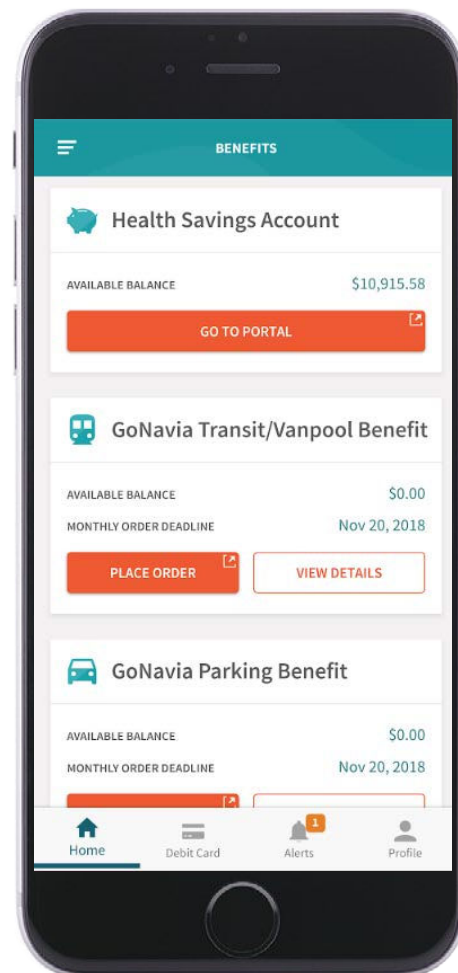 BENEFITS
Health Savings Account
AVAILABLE BALANCE $10,915.58
GO TO PORTAL
GoNavia Transit/Vanpool Benefit
AVAILABLE BALANCE $0.00
MONTHLY ORDER DEADLINE Nov 20, 2018
PLACE ORDER VIEW DETAILS
GoNavia Parking Benefit
AVAILABLE BALANCE $0.00
MONTHLY ORDER DEADLINE Nov 20, 2018
1
Home Debit Card Alerts Profile